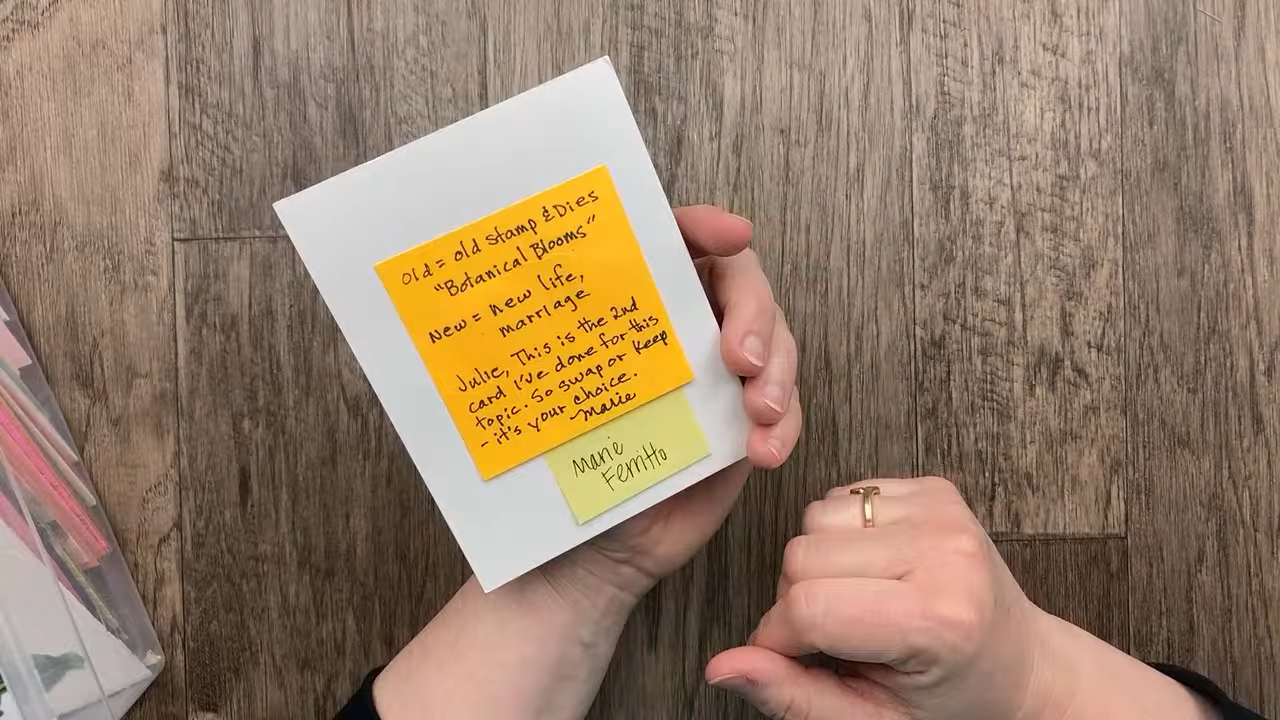 Old = old stamp & Dies
"Botanical Blooms"
New = new life,
marriage
Julie, This is the 2nd
card I've done for this
topic. So swap or keep
- it's your choice.
Marie
Marie
Ferritto